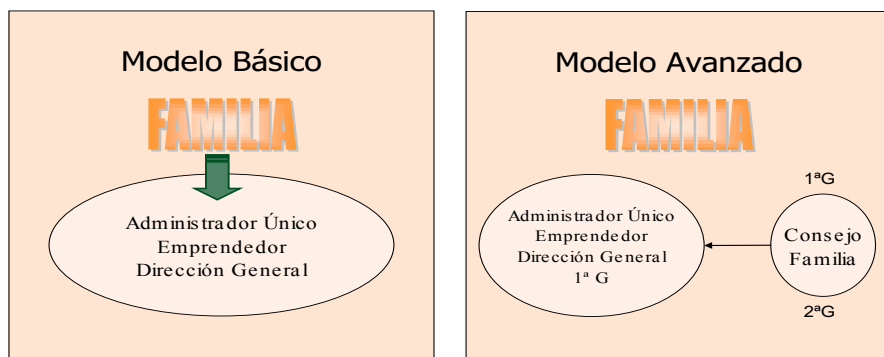 Modelo Básico
FAMILIA
Administrador Único
Emprendedor
Dirección General
Modelo Avanzado
FAMILIA
Administrador Único
Emprendedor
Dirección General
1ª G
1ªG
Consejo
Familia
2ªG